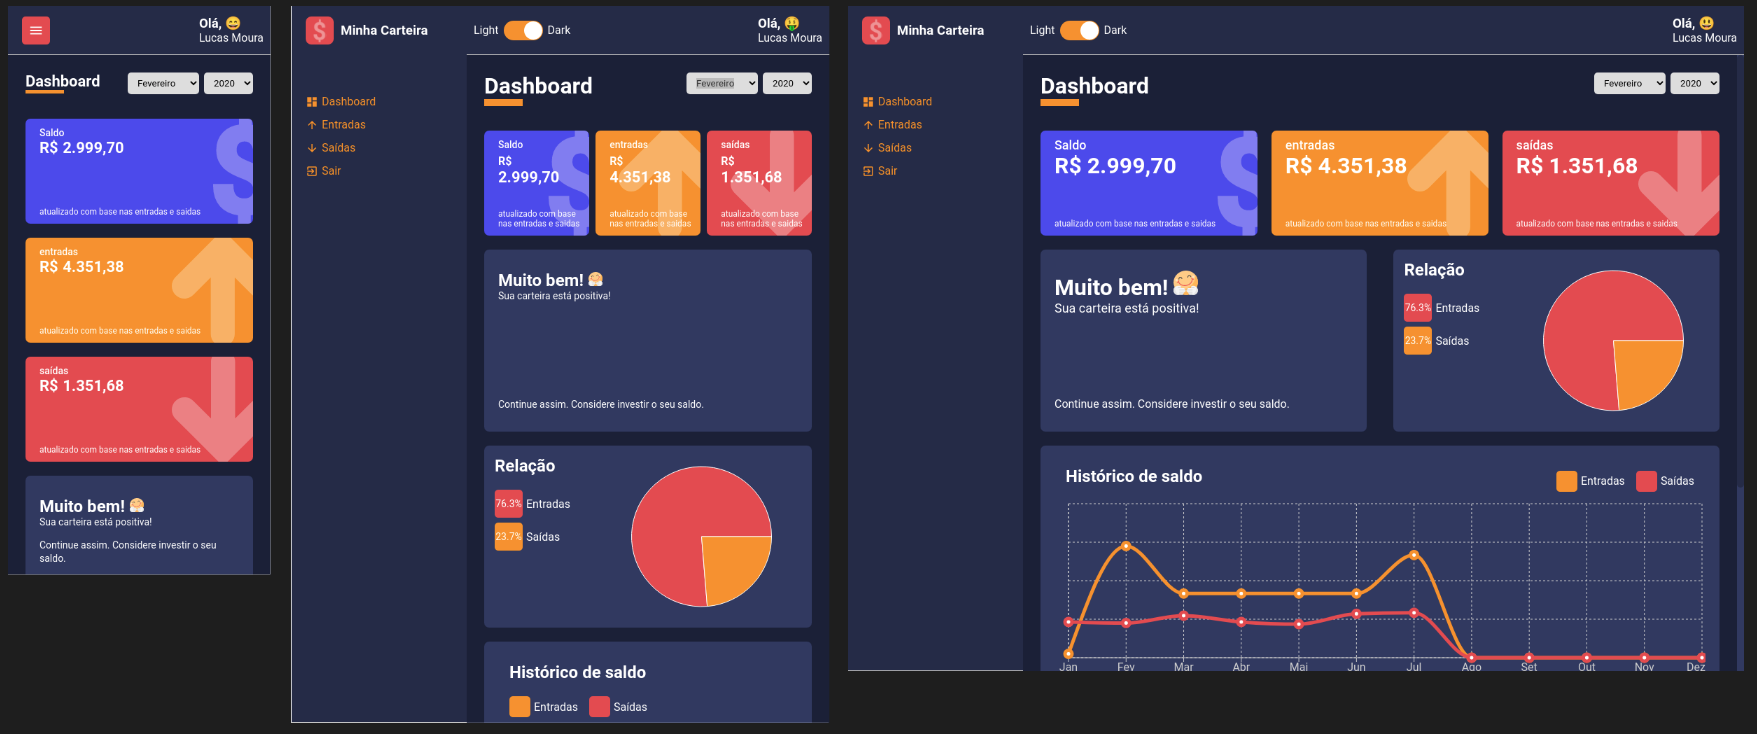 Olá, 😄
Lucas Moura
Dashboard
Fevereiro
2020
Saldo
R$ 2.999,70
atualizado com base nas entradas e saídas
entradas
R$ 4.351,38
atualizado com base nas entradas e saídas
saídas
R$ 1.351,68
atualizado com base nas entradas e saídas
Muito bem! 🤗
Sua carteira está positiva!
Continue assim. Considere investir o seu
saldo.
$ Minha Carteira
Light Dark
Olá, 🤑
Lucas Moura
Dashboard
Entradas
Saídas
Sair
Dashboard
Fevereiro
2020
Saldo
R$
2.999,70
atualizado com base
nas entradas e saídas
entradas
R$
4.351,38
atualizado com base
nas entradas e saídas
saídas
R$
1.351,68
atualizado com base
nas entradas e saídas
Muito bem! 🤗
Sua carteira está positiva!
Continue assim. Considere investir o seu saldo.
Relação
76.3% Entradas
23.7% Saídas
Histórico de saldo
Entradas Saídas
$ Minha Carteira
Light Dark
Olá, 😃
Lucas Moura
Dashboard
Entradas
Saídas
Sair
Dashboard
Fevereiro
2020
Saldo
R$ 2.999,70
atualizado com base nas entradas e saídas
entradas
R$ 4.351,38
atualizado com base nas entradas e saídas
saídas
R$ 1.351,68
atualizado com base nas entradas e saídas
Muito bem! 🤗
Sua carteira está positiva!
Continue assim. Considere investir o seu saldo.
Relação
76.3% Entradas
23.7% Saídas
Histórico de saldo
Entradas Saídas
Jan Fev Mar Abr Mai Jun Jul Ago Set Out Nov Dez